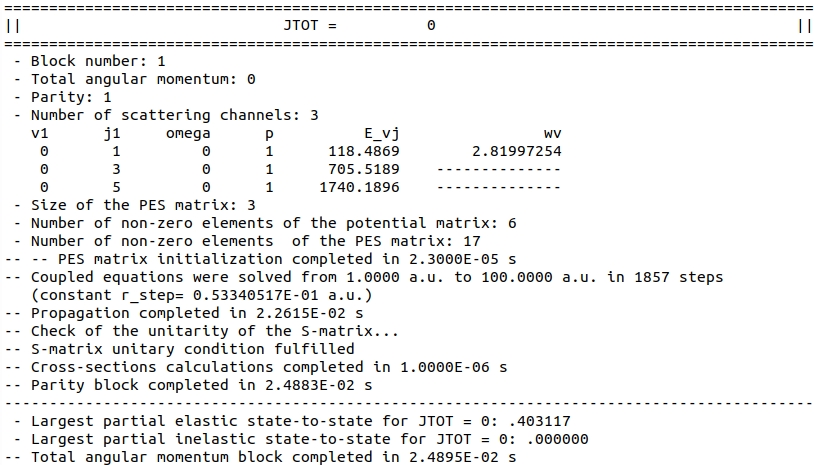 ==========================================================================================
||                             JTOT =          0                                        ||
==========================================================================================
 - Block number: 1
 - Total angular momentum: 0
 - Parity: 1
 - Number of scattering channels: 3
   v1      j1     omega      p          E_vj                wv
    0       1         0      1      118.4869        2.81997254
    0       3         0      1      705.5189    --------------
    0       5         0      1     1740.1896    --------------
 - Size of the PES matrix: 3
 - Number of non-zero elements of the potential matrix: 6
 - Number of non-zero elements  of the PES matrix: 17
-- -- PES matrix initialization completed in 2.3000E-05 s
-- Coupled equations were solved from 1.0000 a.u. to 100.0000 a.u. in 1857 steps
   (constant r_step= 0.53340517E-01 a.u.)
-- Propagation completed in 2.2615E-02 s
-- Check of the unitarity of the S-matrix...
-- S-matrix unitary condition fulfilled
-- Cross-sections calculations completed in 1.0000E-06 s
-- Parity block completed in 2.4883E-02 s
------------------------------------------------------------------------------------------
 - Largest partial elastic state-to-state for JTOT = 0: .403117
 - Largest partial inelastic state-to-state for JTOT = 0: .000000
-- Total angular momentum block completed in 2.4895E-02 s